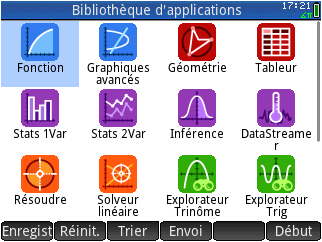 Bibliothèque d'applications
17:21
Fonction
Graphiques
avancés
Géométrie
Tableur
Stats 1Var
Stats 2Var
Inférence
DataStreame
r
Résoudre
Solveur
linéaire
Explorateur
Trinôme
Explorateur
Trig
Enregist
Réinit.
Trier
Envoi
Début